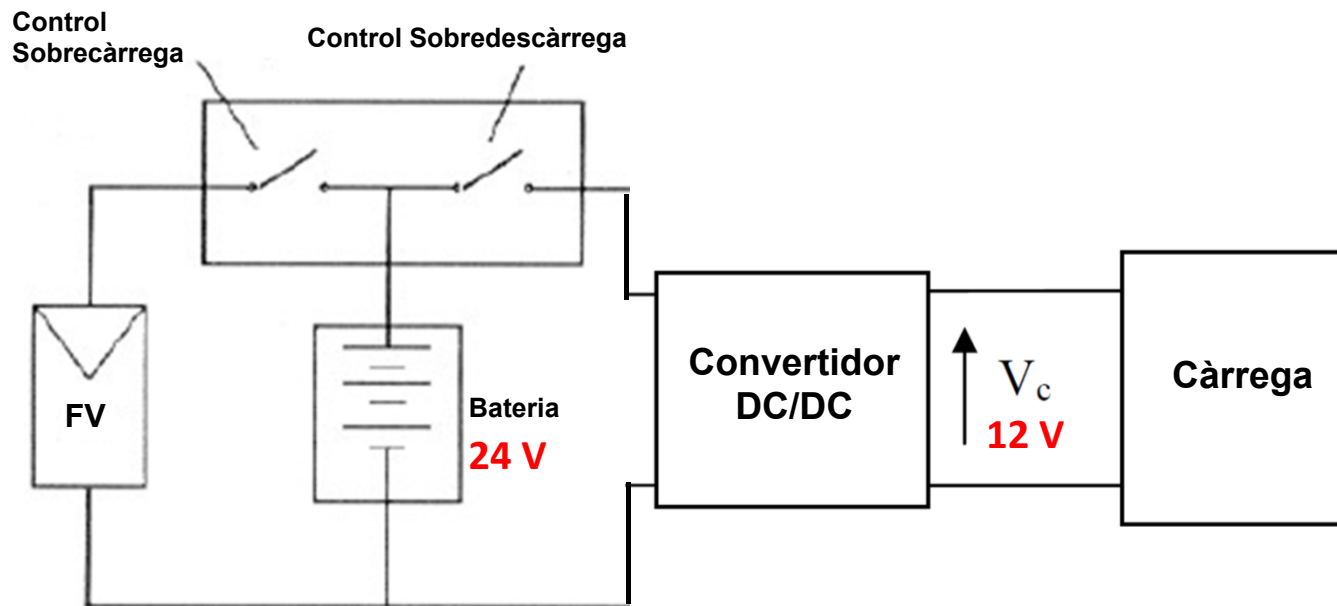 Control
Sobrecàrrega
Control Sobredescàrrega
FV
Bateria
24 V
Convertidor
DC/DC
Vc
12 V
Càrrega